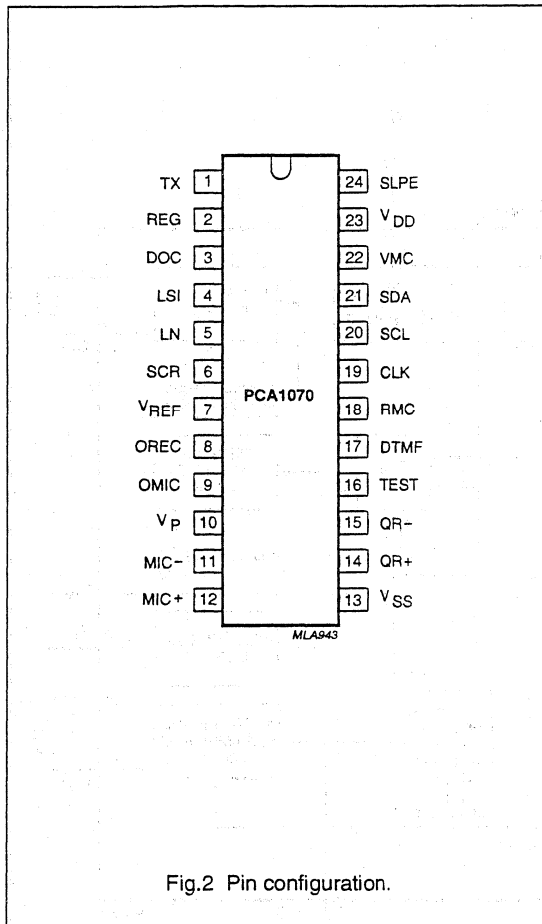 TX 1 24 SLPE
REG 2 23 VDD
DOC 3 22 VMC
LSI 4 21 SDA
LN 5 20 SCL
SCR 6 19 CLK
PCA1070
VREF 7 18 RMC
OREC 8 17 DTMF
OMIC 9 16 TEST
VP 10 15 QR-
MIC- 11 14 QR+
MIC+ 12 13 VSS
MLA943
Fig.2 Pin configuration.